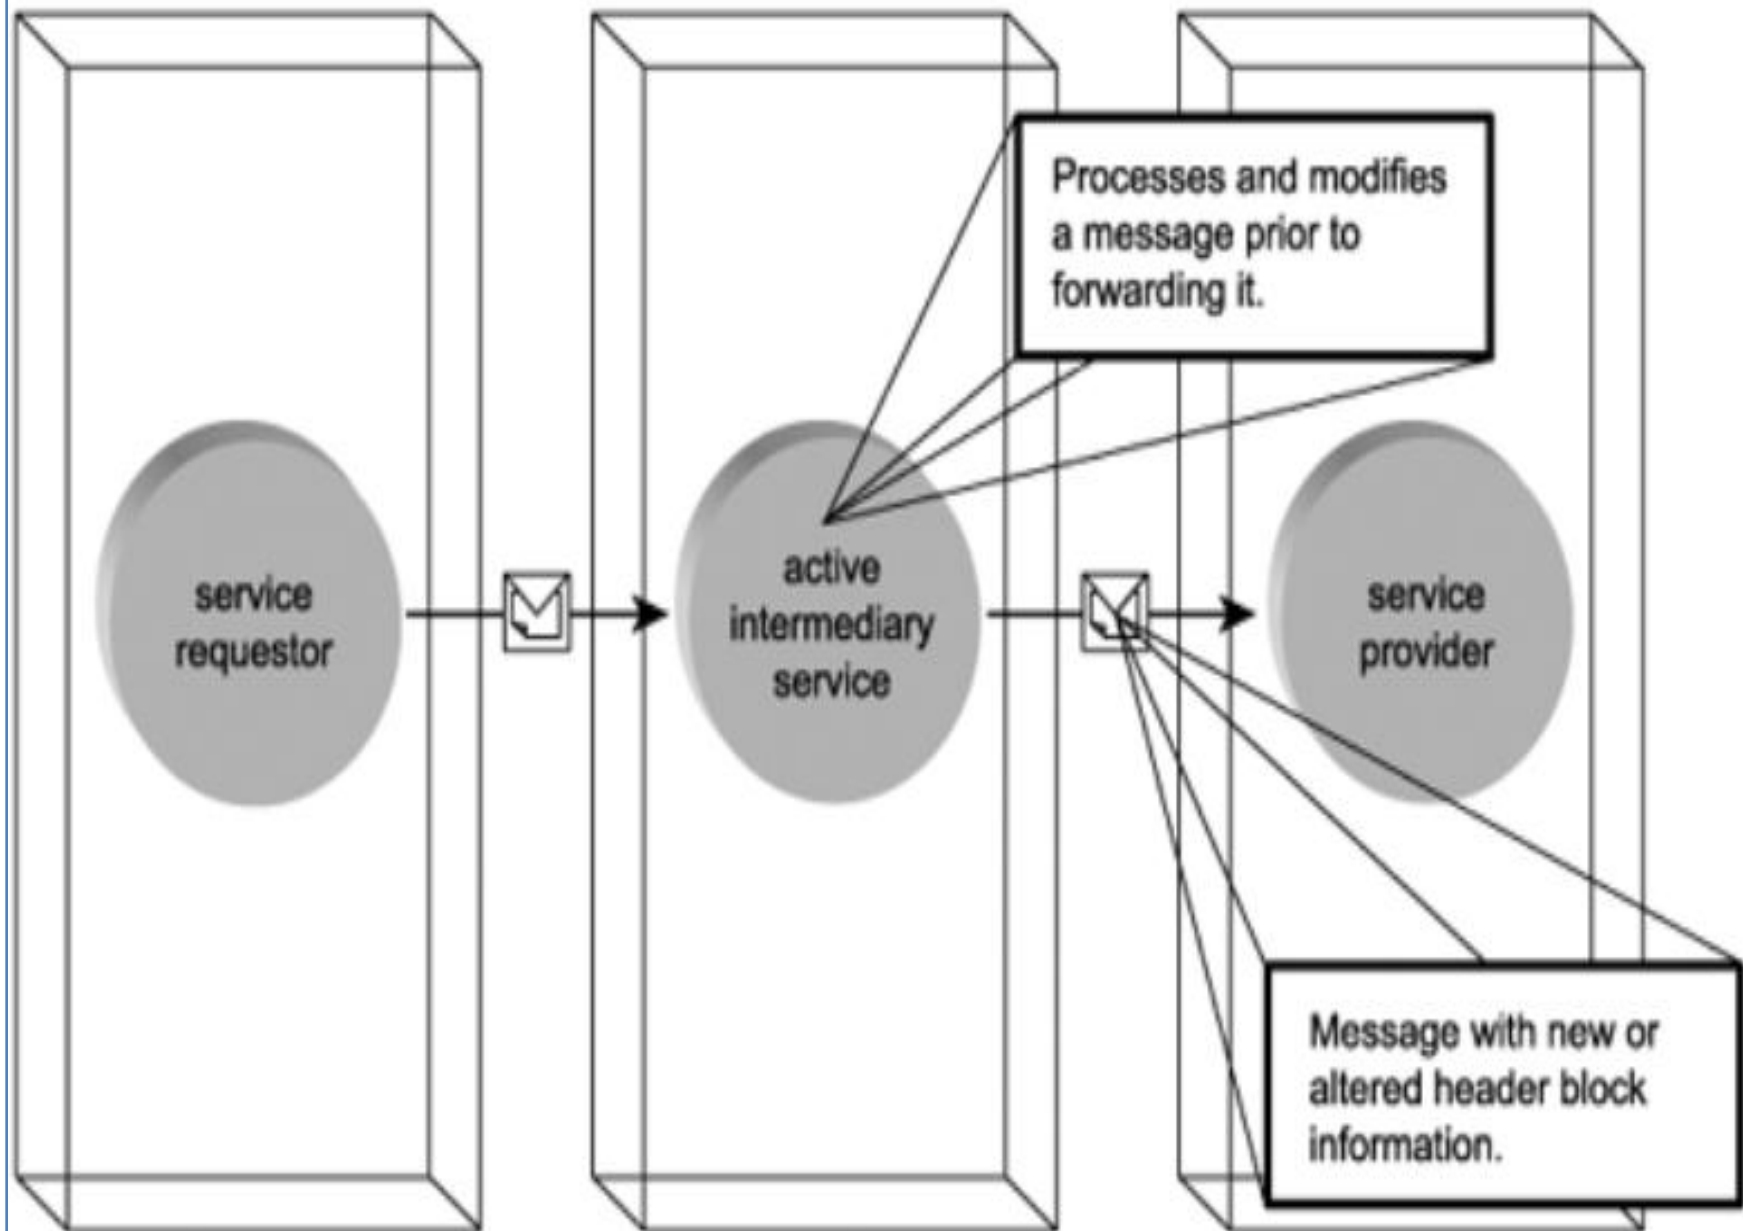 Processes and modifies
a message prior to
forwarding it.
service
requestor
active
intermediary
service
service
provider
Message with new or
altered header block
information.